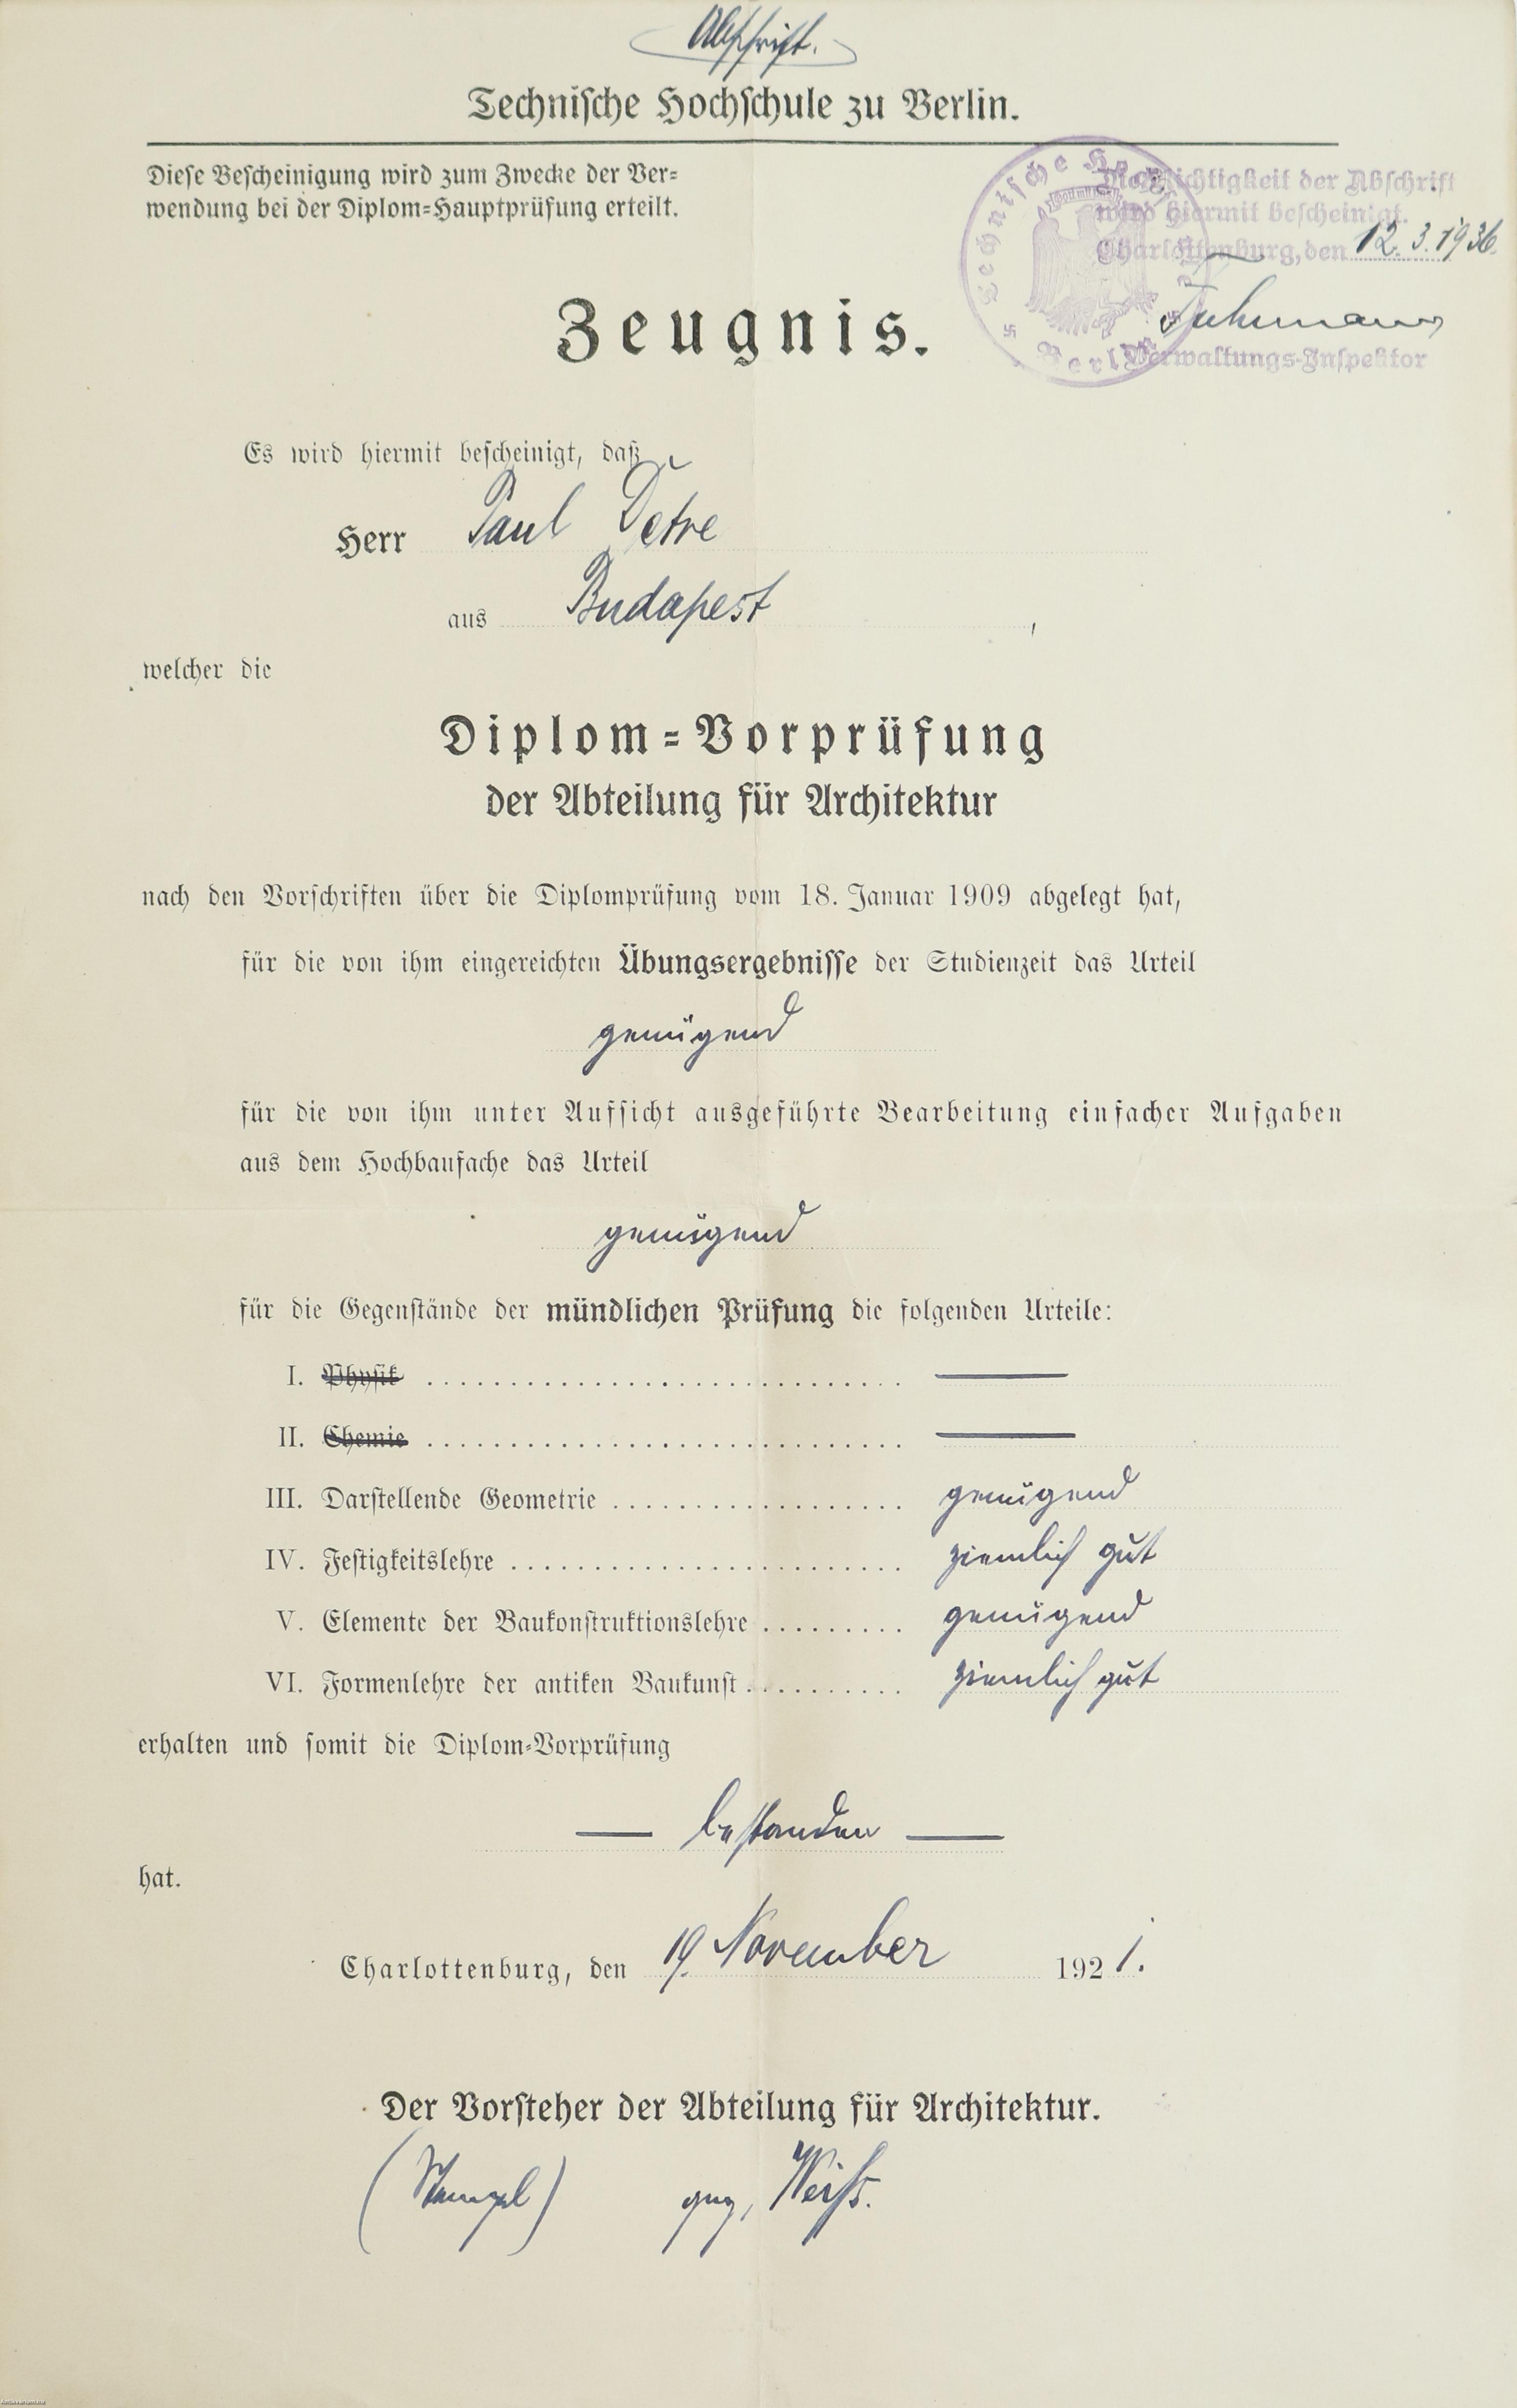 Abschrift.
Technische Hochschule zu Berlin.
Diese Bescheinigung wird zum Zwecke der Ver=
wendung bei der Diplom=Hauptprüfung erteilt.
Technische Hochschule Berlin
Die Richtigkeit der Abschrift
wird hiermit bescheinigt.
Charlottenburg, den 12.3.1936.
Verwaltungs-Inspektor
Zeugnis.
Es wird hiermit bescheinigt, daß
Herr Paul Detre
aus Budapest,
welcher die
Diplom=Vorprüfung
der Abteilung für Architektur
nach den Vorschriften über die Diplomprüfung vom 18. Januar 1909 abgelegt hat,
für die von ihm eingereichten Übungsergebnisse der Studienzeit das Urteil
genügend
für die von ihm unter Aufsicht ausgeführte Bearbeitung einfacher Aufgaben
aus dem Hochbaufache das Urteil
genügend
für die Gegenstände der mündlichen Prüfung die folgenden Urteile:
I. Physik
II. Chemie
III. Darstellende Geometrie genügend
IV. Festigkeitslehre ziemlich gut
V. Elemente der Baukonstruktionslehre genügend
VI. Formenlehre der antiken Baukunst ziemlich gut
erhalten und somit die Diplom=Vorprüfung
— bestanden —
hat.
Charlottenburg, den 19. November 1921.
Der Vorsteher der Abteilung für Architektur.
(Stempel) gez. Weiß.